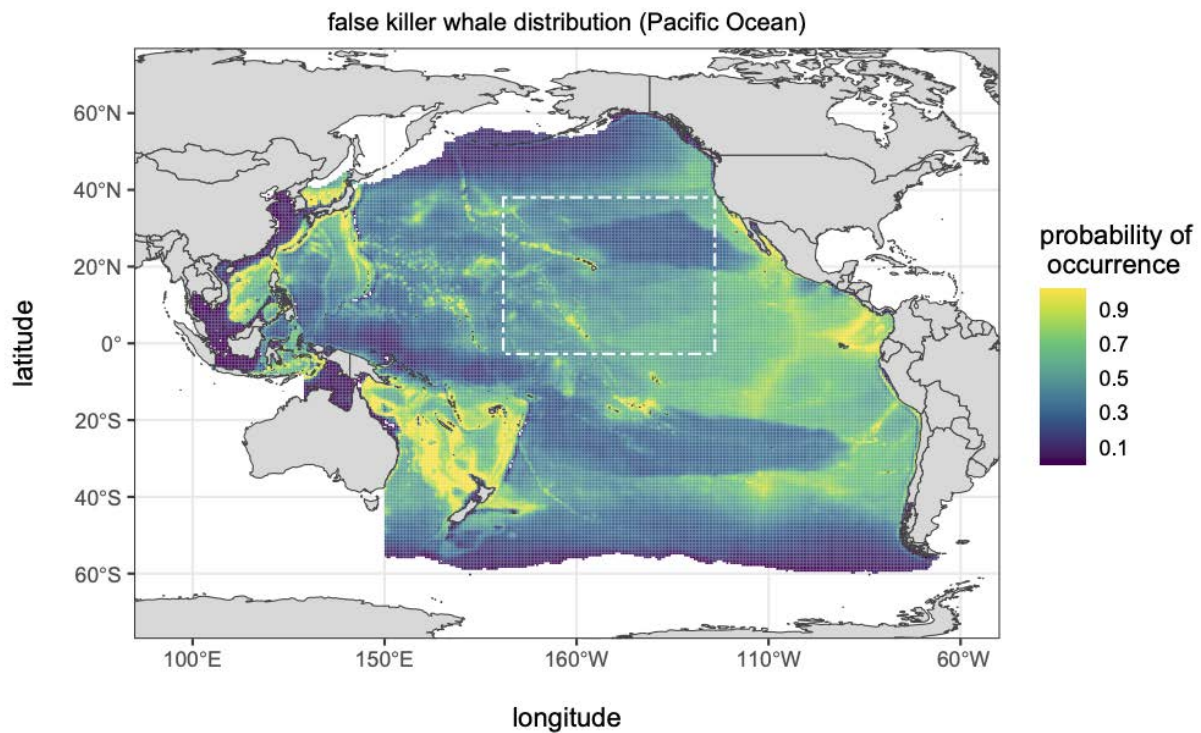 false killer whale distribution (Pacific Ocean)
60°N
40°N
20°N
0°
20°S
40°S
60°S
latitude
100°E
150°E
160°W
110°W
60°W
longitude
probability of
occurrence
0.9
0.7
0.5
0.3
0.1